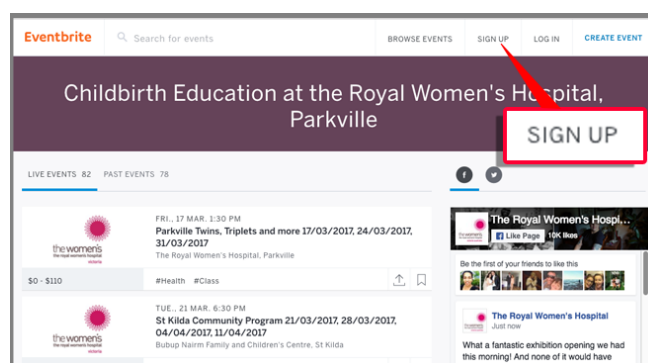 Eventbrite
Search for events
BROWSE EVENTS
SIGN UP
LOG IN
CREATE EVENT
Childbirth Education at the Royal Women's Hospital,
Parkville
SIGN UP
LIVE EVENTS 82
PAST EVENTS 78
FRI., 17 MAR. 1:30 PM
Parkville Twins, Triplets and more 17/03/2017, 24/03/2017,
31/03/2017
The Royal Women's Hospital, Parkville
the women's
the royal women's hospital
victoria
$0 - $110
#Health #Class
TUE., 21 MAR. 6:30 PM
St Kilda Community Program 21/03/2017, 28/03/2017,
04/04/2017, 11/04/2017
Bubup Nairm Family and Children's Centre, St Kilda
the women's
the royal women's hospital
The Royal Women's Hospi...
Like Page
10K likes
Be the first of your friends to like this
The Royal Women's Hospital
Just now
What a fantastic exhibition opening we had
this morning! And none of it would have